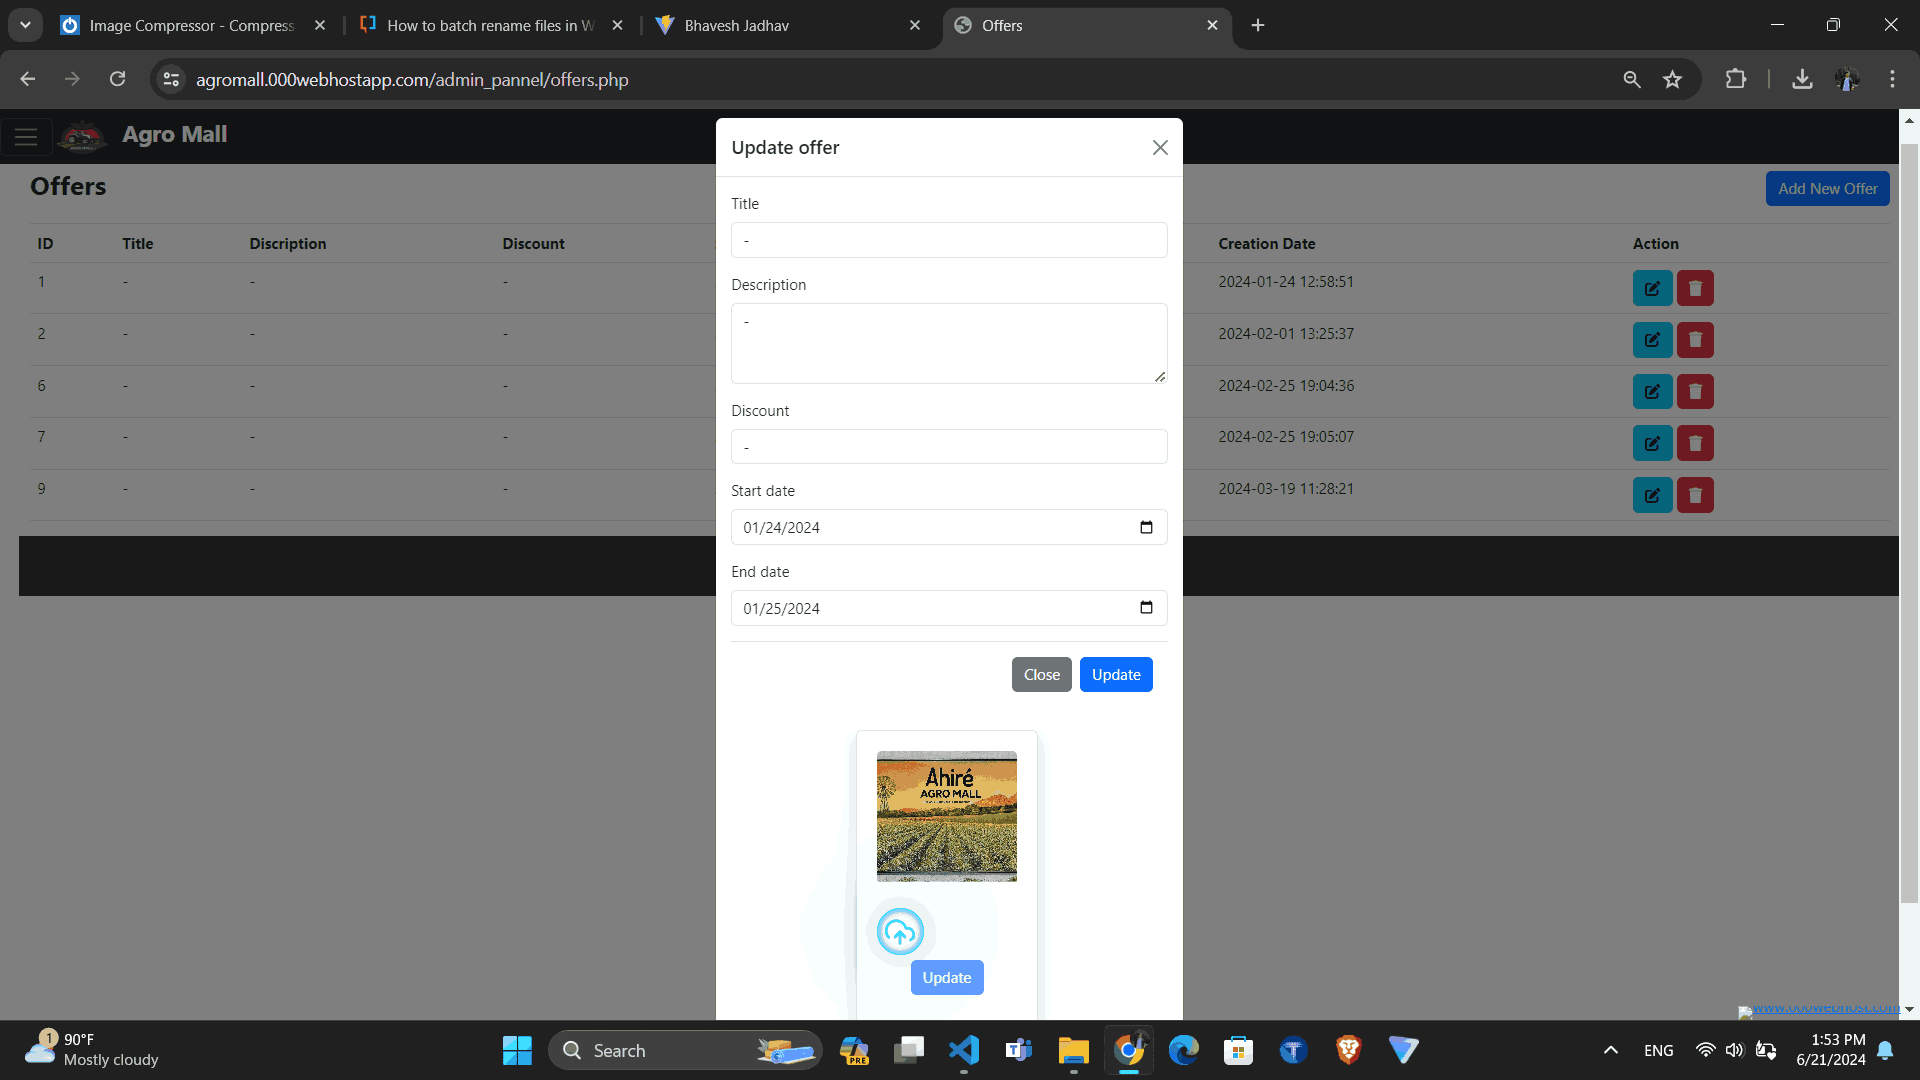 Image Compressor - Compress
How to batch rename files in W
Bhavesh Jadhav
Offers
agromall.000webhostapp.com/admin_pannel/offers.php
Agro Mall
Offers
Add New Offer
ID Title Discription Discount Creation Date Action
1 - - - 2024-01-24 12:58:51
2 - - - 2024-02-01 13:25:37
6 - - - 2024-02-25 19:04:36
7 - - - 2024-02-25 19:05:07
9 - - - 2024-03-19 11:28:21
Update offer
Title
-
Description
-
Discount
-
Start date
01/24/2024
End date
01/25/2024
Close Update
Ahiré
AGRO MALL
Update
www.000webhost.com
1
90°F
Mostly cloudy
Search
PRE
ENG
1:53 PM
6/21/2024